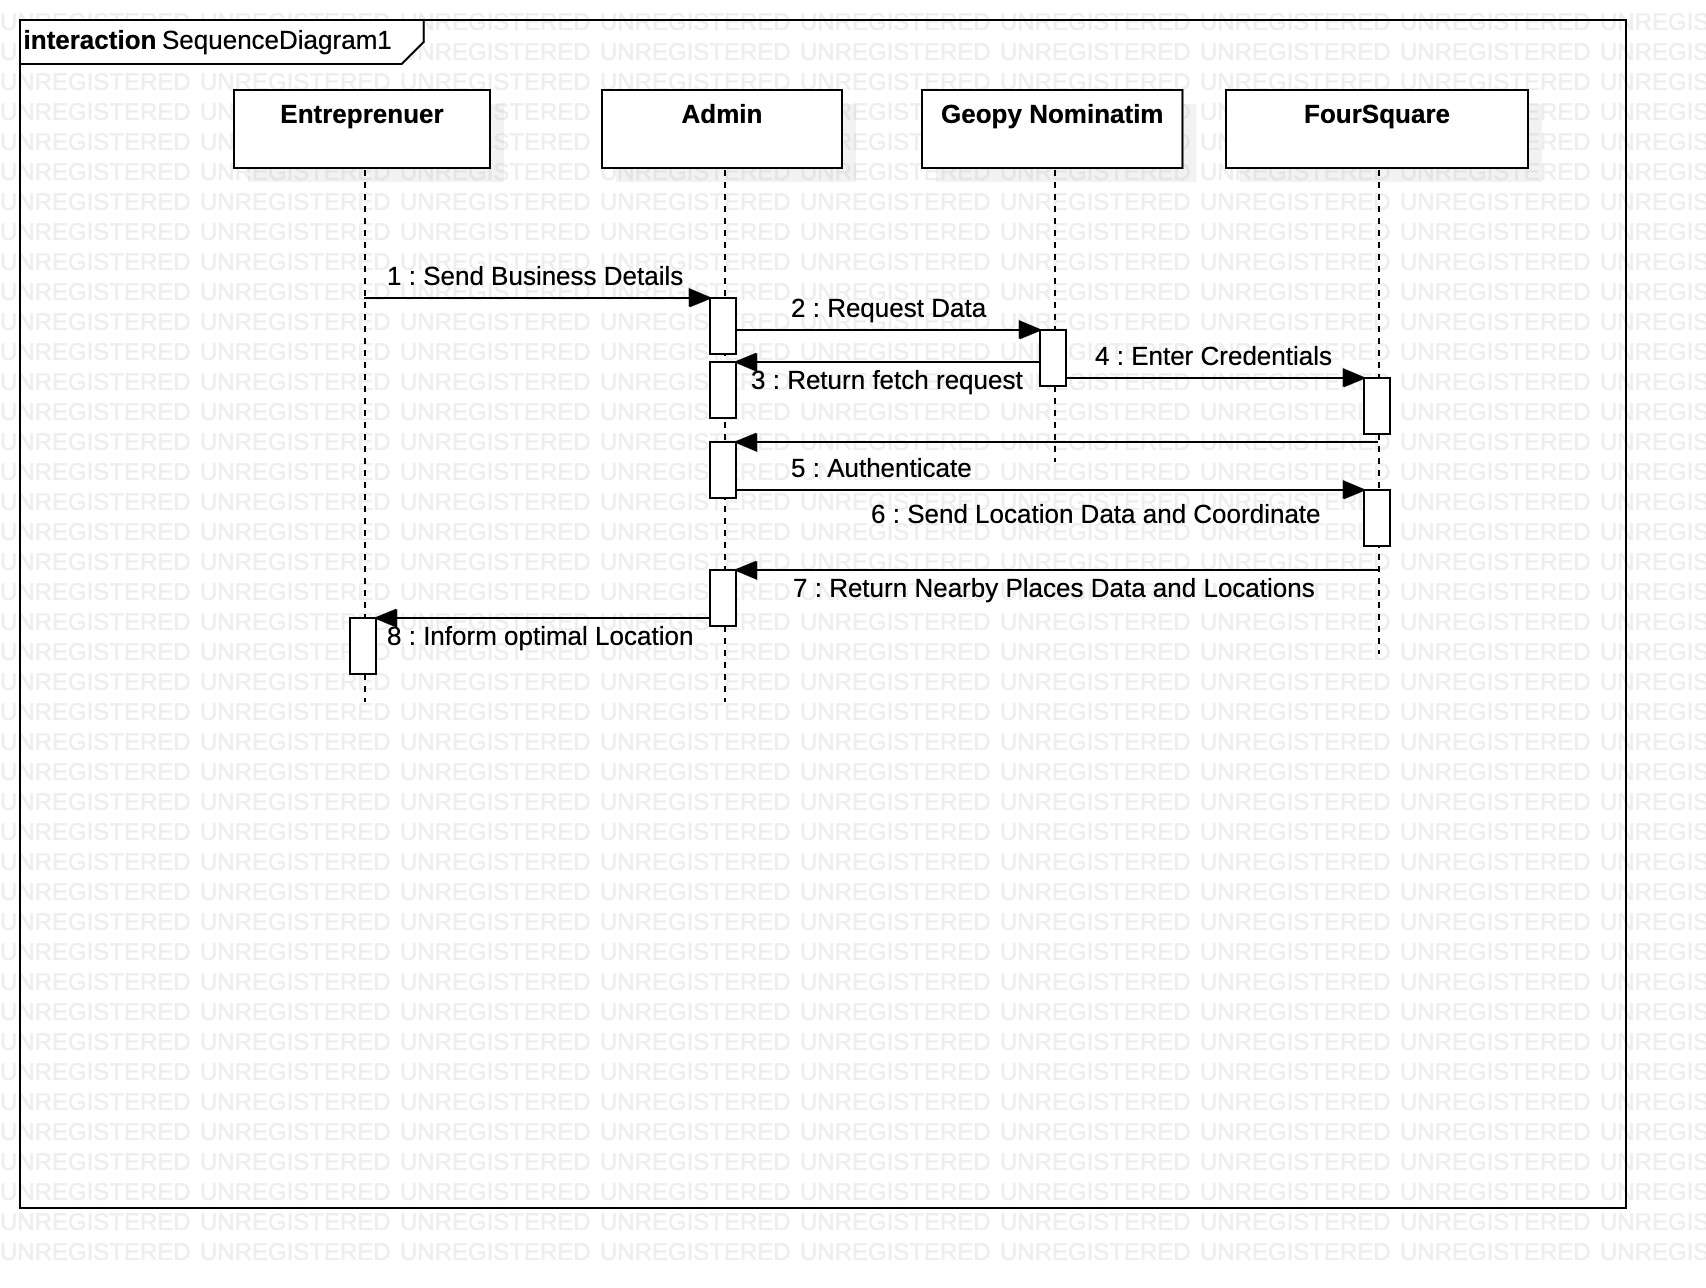 interaction SequenceDiagram1
Entreprenuer
Admin
Geopy Nominatim
FourSquare
1 : Send Business Details
2 : Request Data
4 : Enter Credentials
3 : Return fetch request
5 : Authenticate
6 : Send Location Data and Coordinate
7 : Return Nearby Places Data and Locations
8 : Inform optimal Location
UNREGISTERED